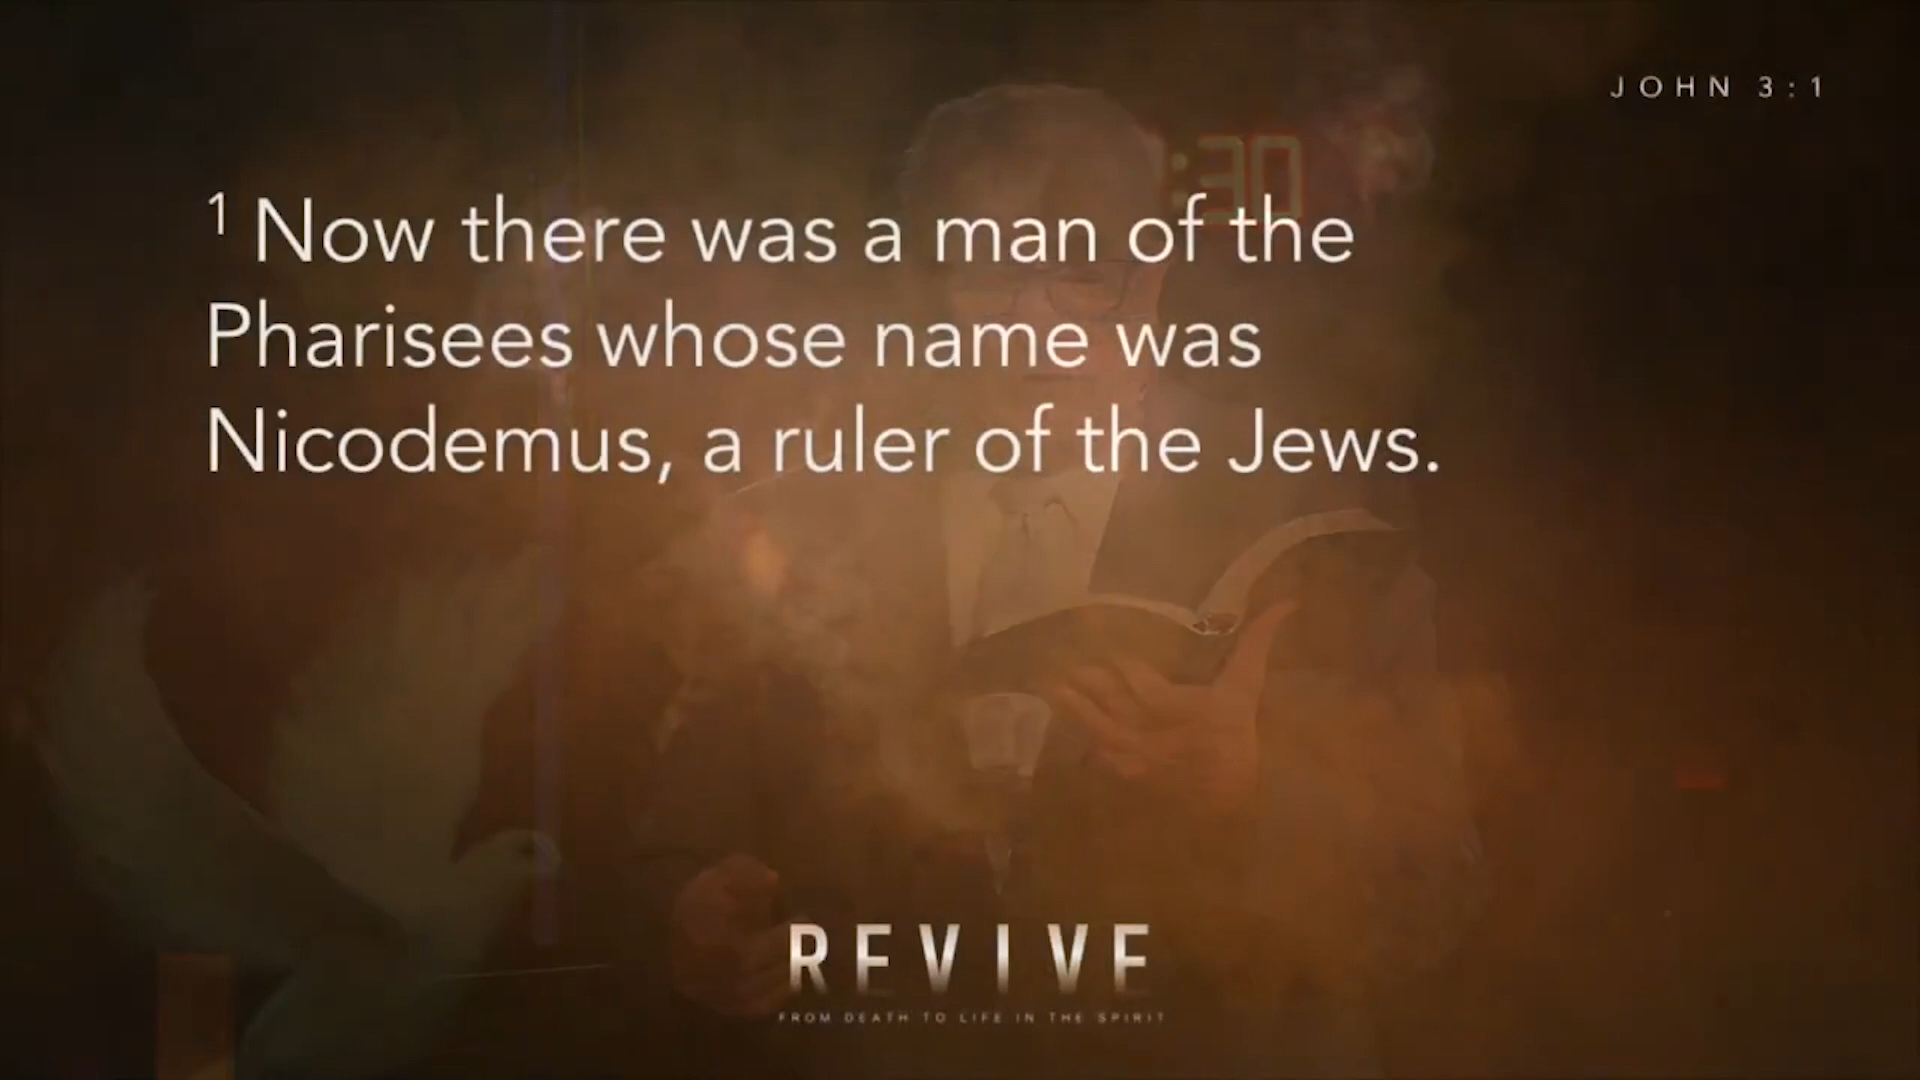 JOHN 3:1
:30
1 Now there was a man of the
Pharisees whose name was
Nicodemus, a ruler of the Jews.
REVIVE
FROM DEATH TO LIFE IN THE SPIRIT